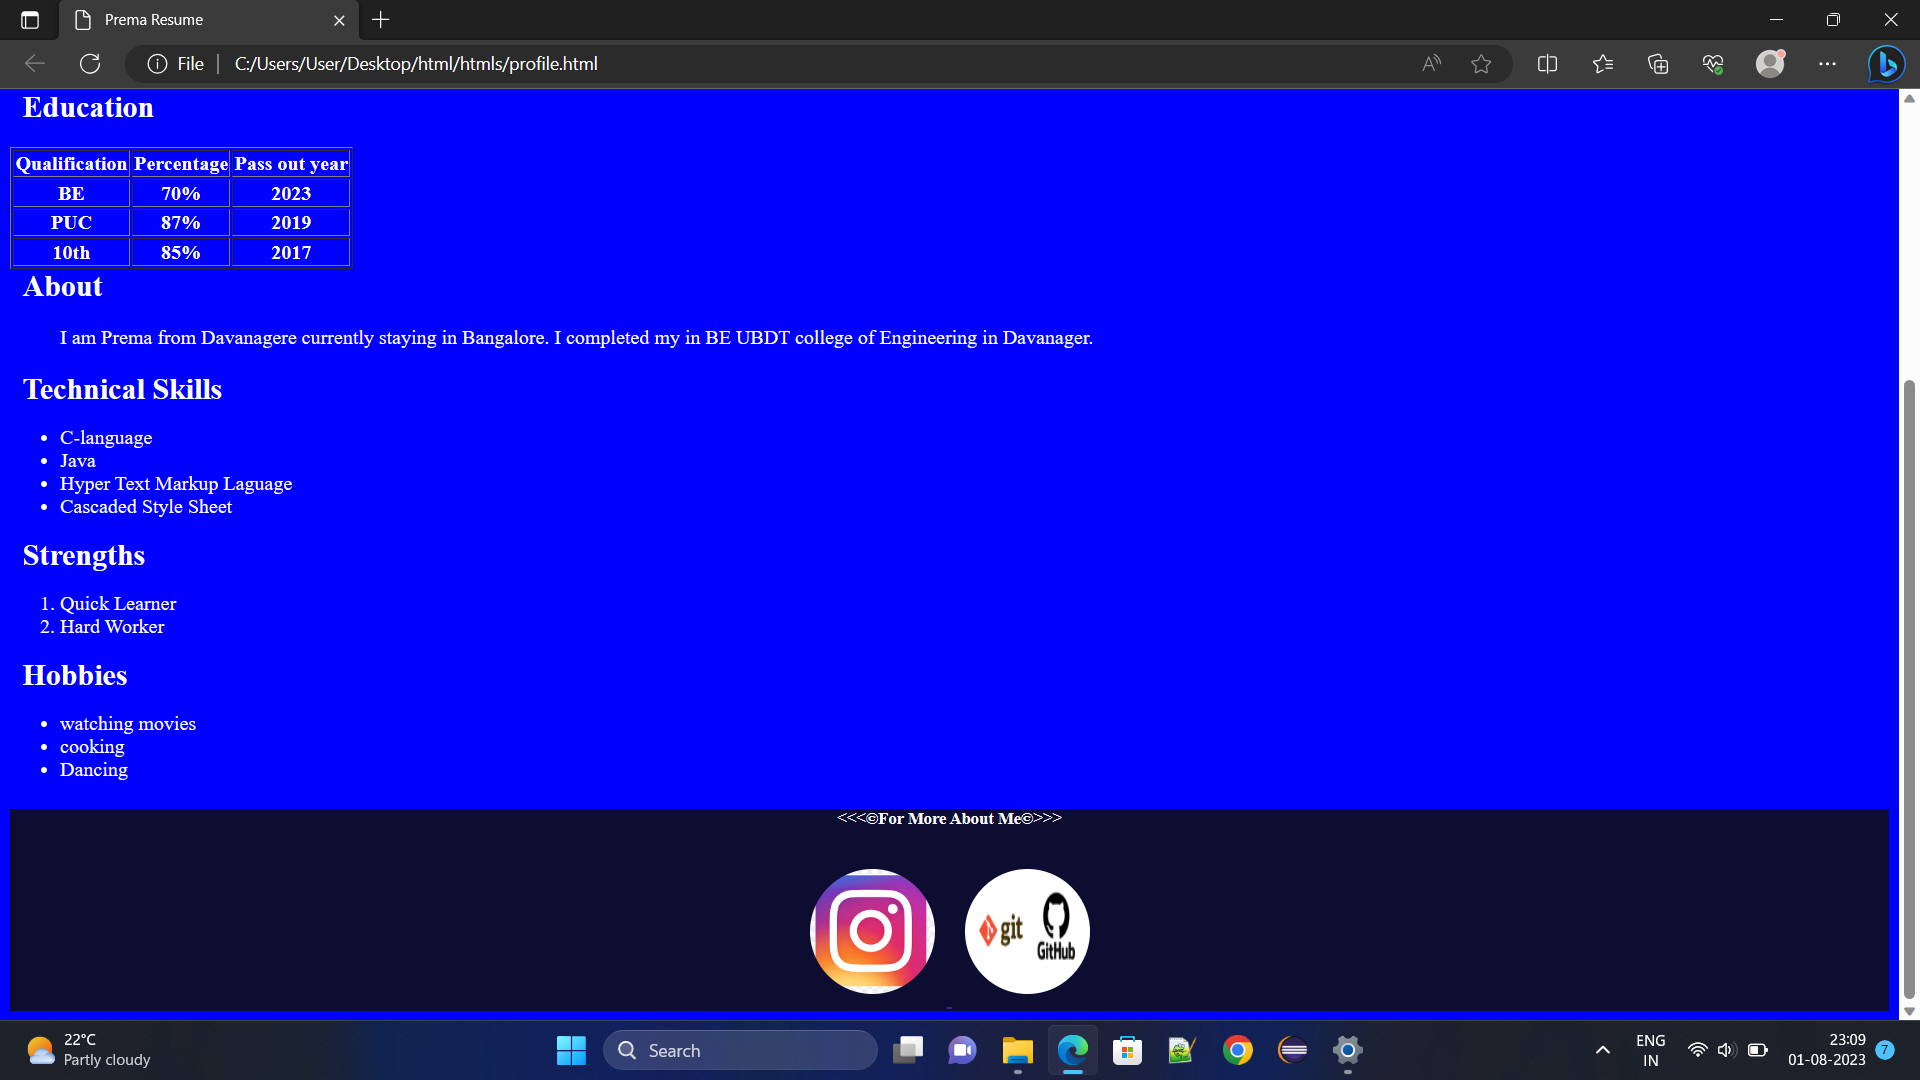 Prema Resume
File
C:/Users/User/Desktop/html/htmls/profile.html
Education
Qualification Percentage Pass out year
BE 70% 2023
PUC 87% 2019
10th 85% 2017
About
I am Prema from Davanagere currently staying in Bangalore. I completed my in BE UBDT college of Engineering in Davanager.
Technical Skills
• C-language
• Java
• Hyper Text Markup Laguage
• Cascaded Style Sheet
Strengths
1. Quick Learner
2. Hard Worker
Hobbies
• watching movies
• cooking
• Dancing
<<<©For More About Me©>>>
git
GitHub
22°C
Partly cloudy
Search
ENG
IN
23:09
01-08-2023
7